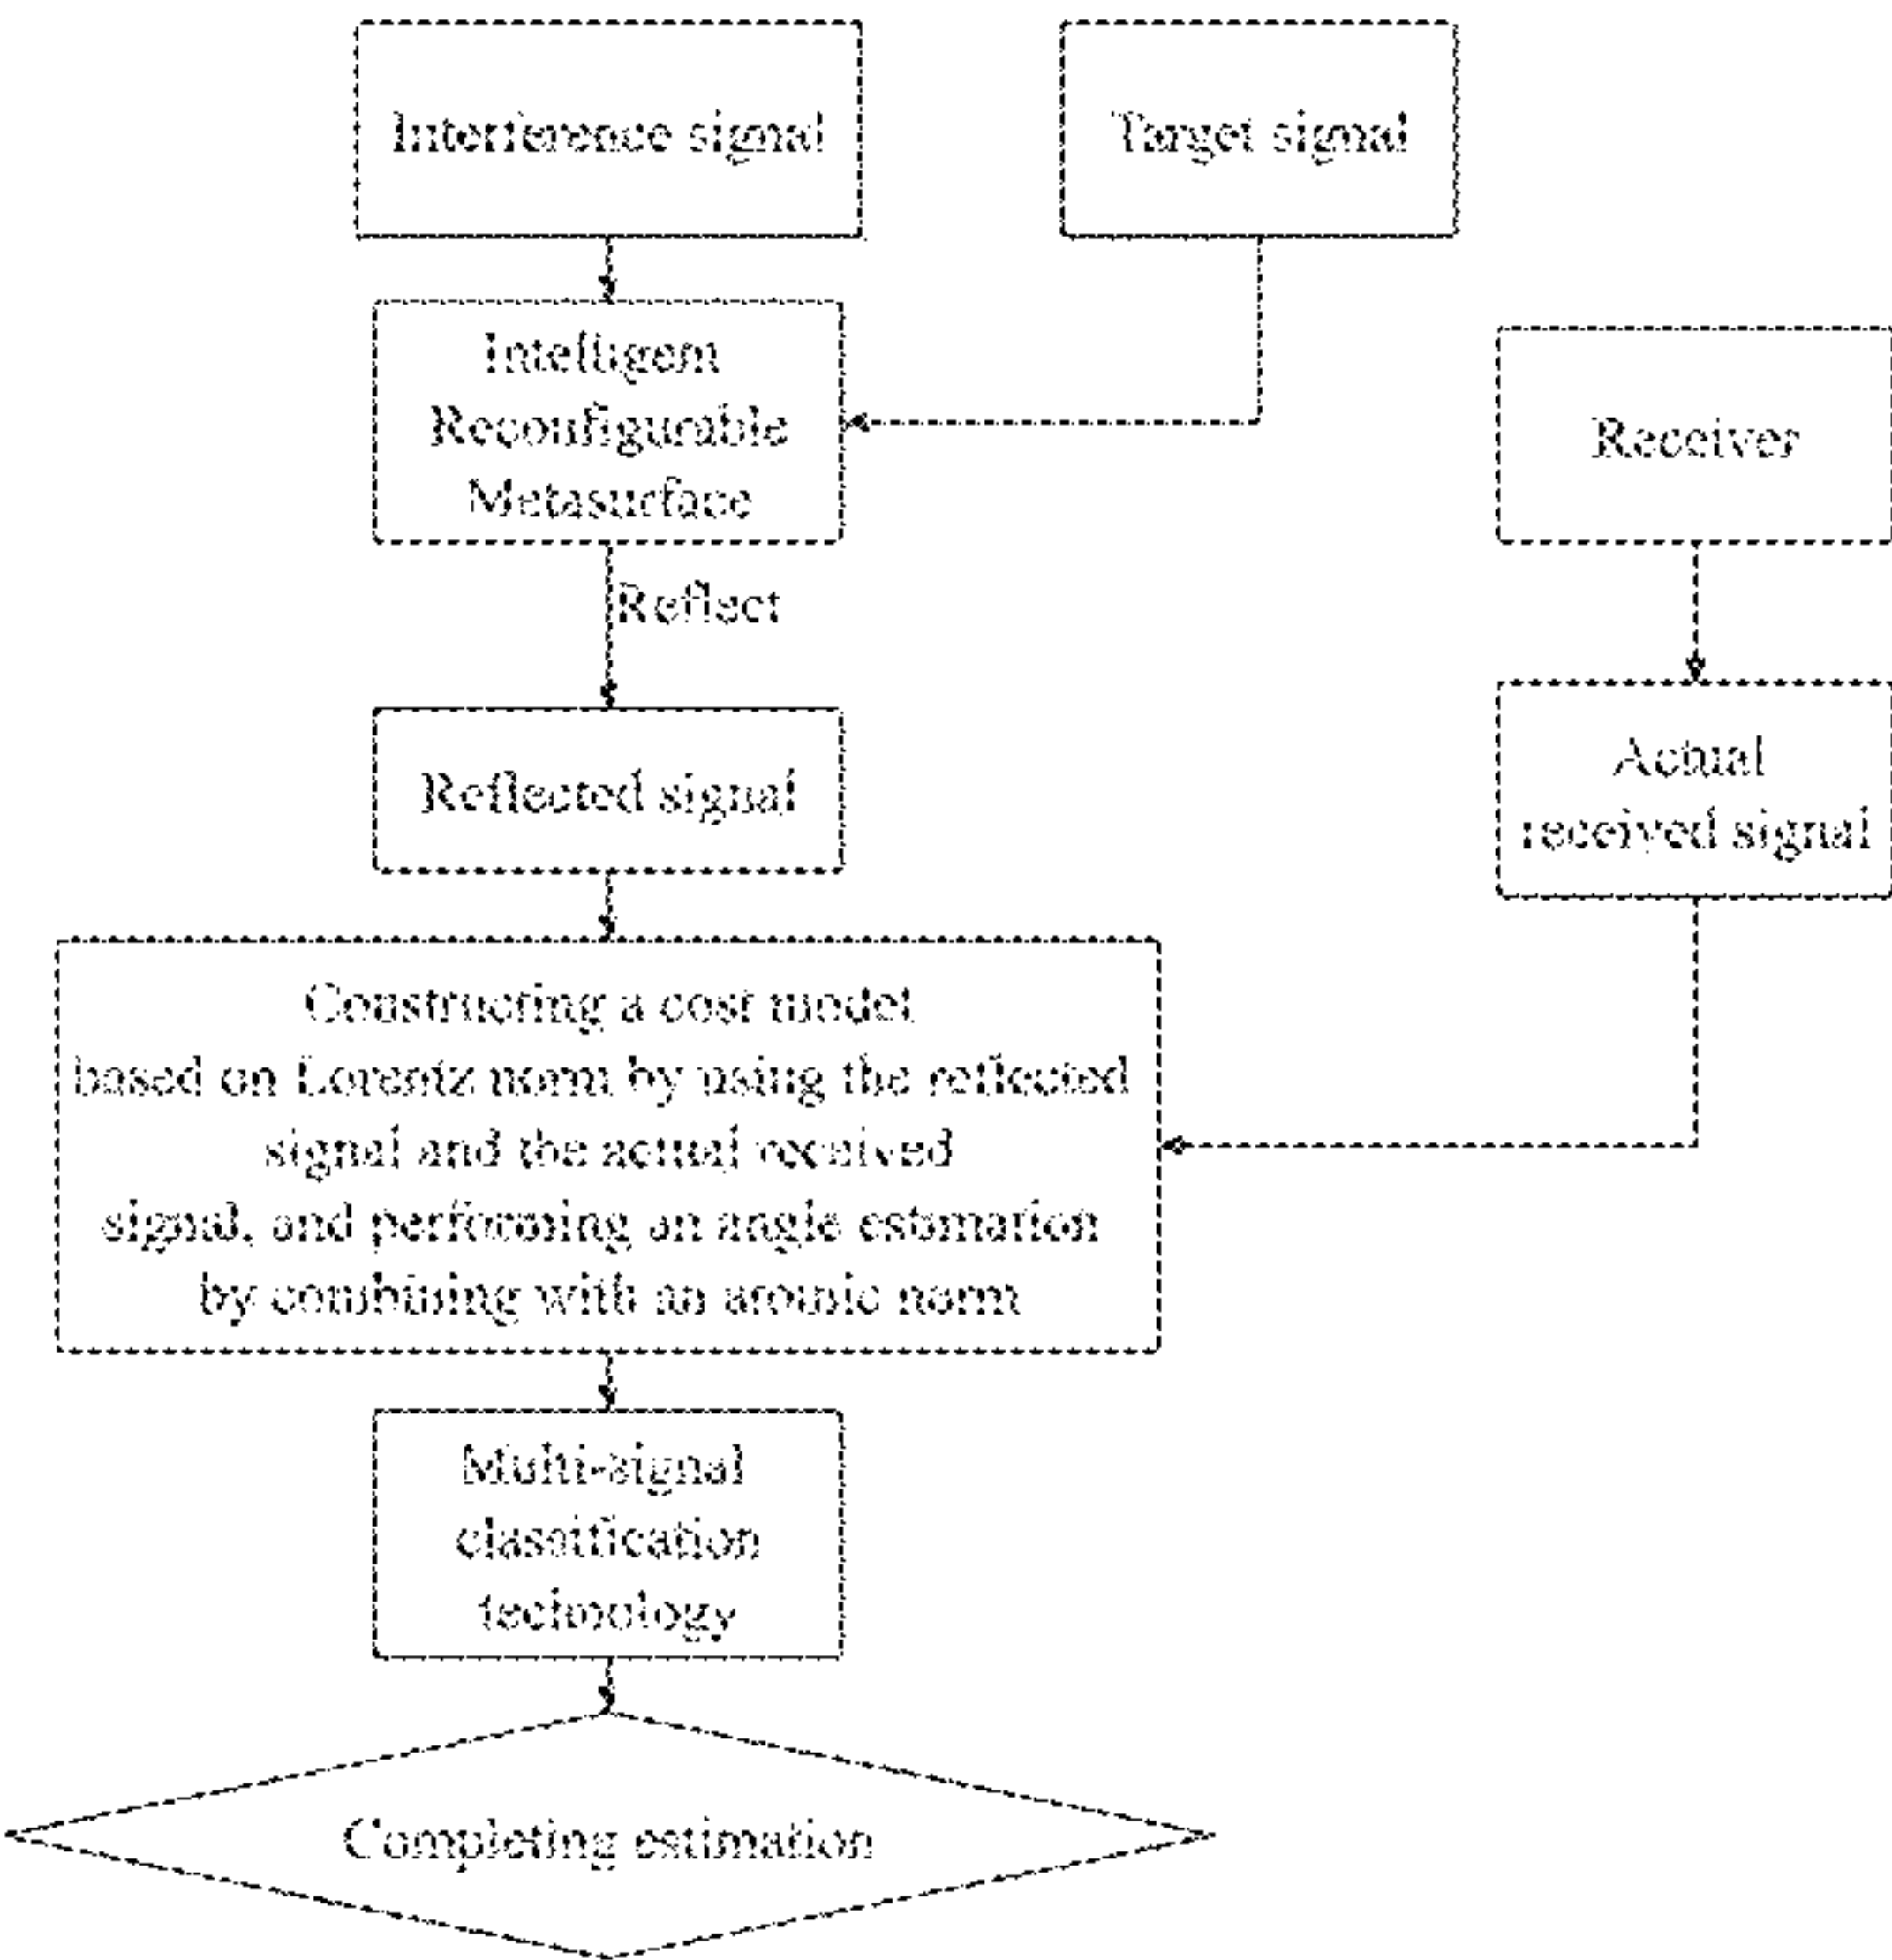 Interference signal
Target signal
Intelligent
Reconfigurable
Metasurface
Receiver
Reflect
Reflected signal
Actual
received signal
Constructing a cost model
based on Lorentz norm by using the reflected
signal and the actual received
signal, and performing an angle estimation
by combining with an atomic norm
Multi-signal
classification
technology
Completing estimation